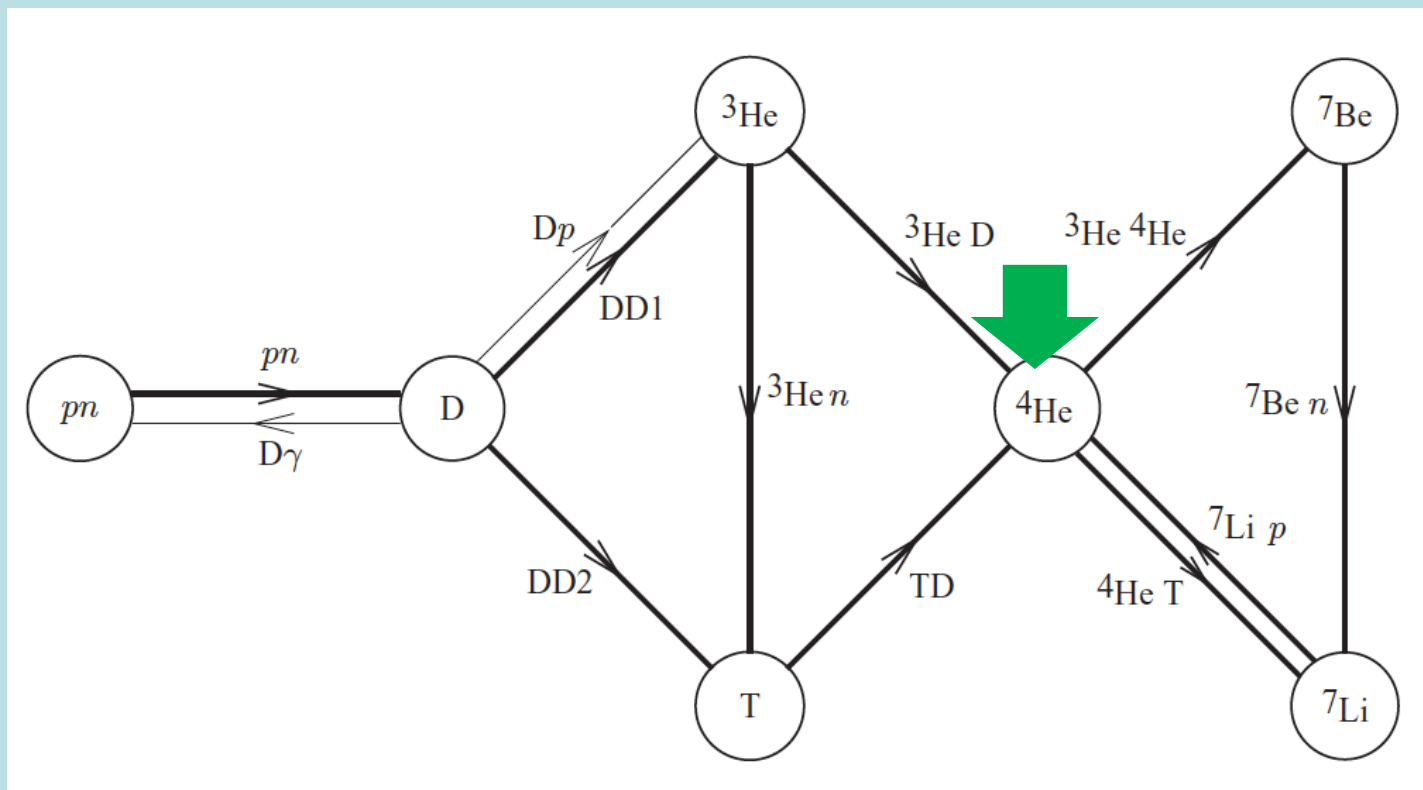 ³He
⁷Be
Dp
³He D
³He ⁴He
DD1
pn
pn
D
³He n
⁴He
⁷Be n
Dγ
⁷Li p
DD2
TD
⁴He T
T
⁷Li